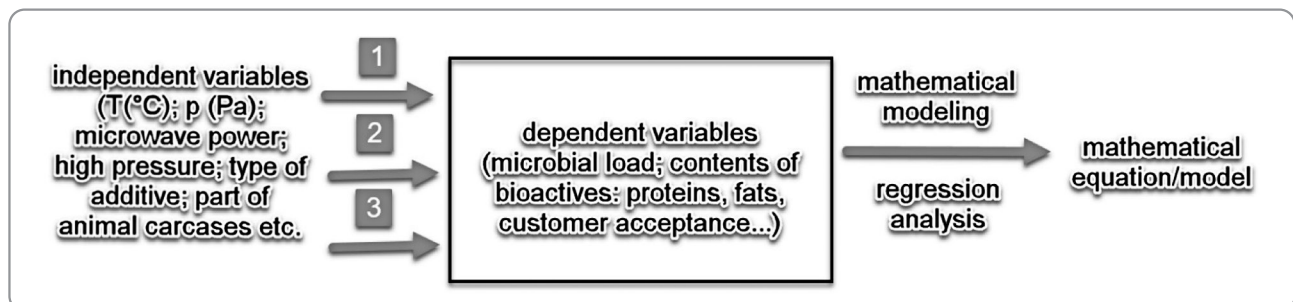 independent variables
(T(°C); p (Pa);
microwave power;
high pressure; type of
additive; part of
animal carcases etc.
1
2
3
dependent variables
(microbial load; contents of
bioactives: proteins, fats,
customer acceptance...)
mathematical
modeling
regression
analysis
mathematical
equation/model